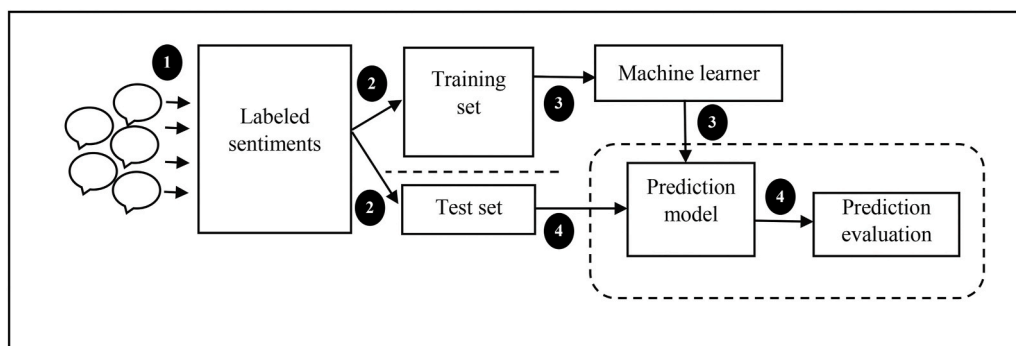 1
Labeled
sentiments
2
2
Training
set
Test set
3
4
Machine learner
3
Prediction
model
4
Prediction
evaluation